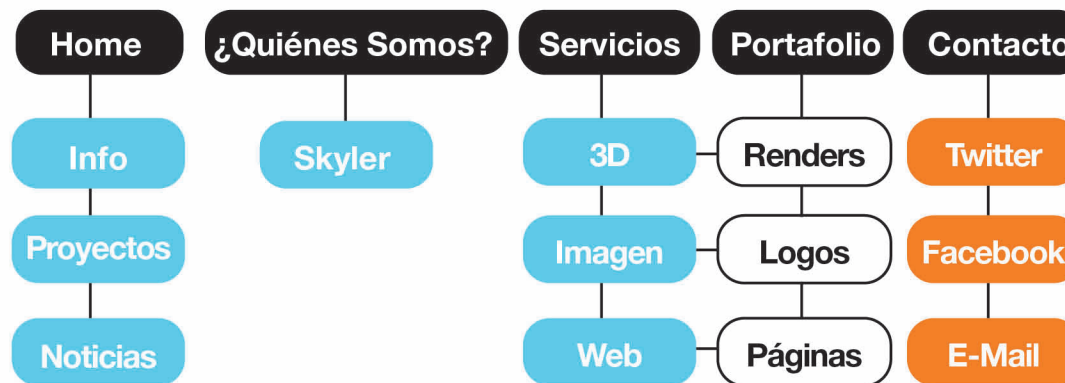 Home ¿Quiénes Somos? Servicios Portafolio Contacto
Info Skyler 3D Renders Twitter
Proyectos Imagen Logos Facebook
Noticias Web Páginas E-Mail